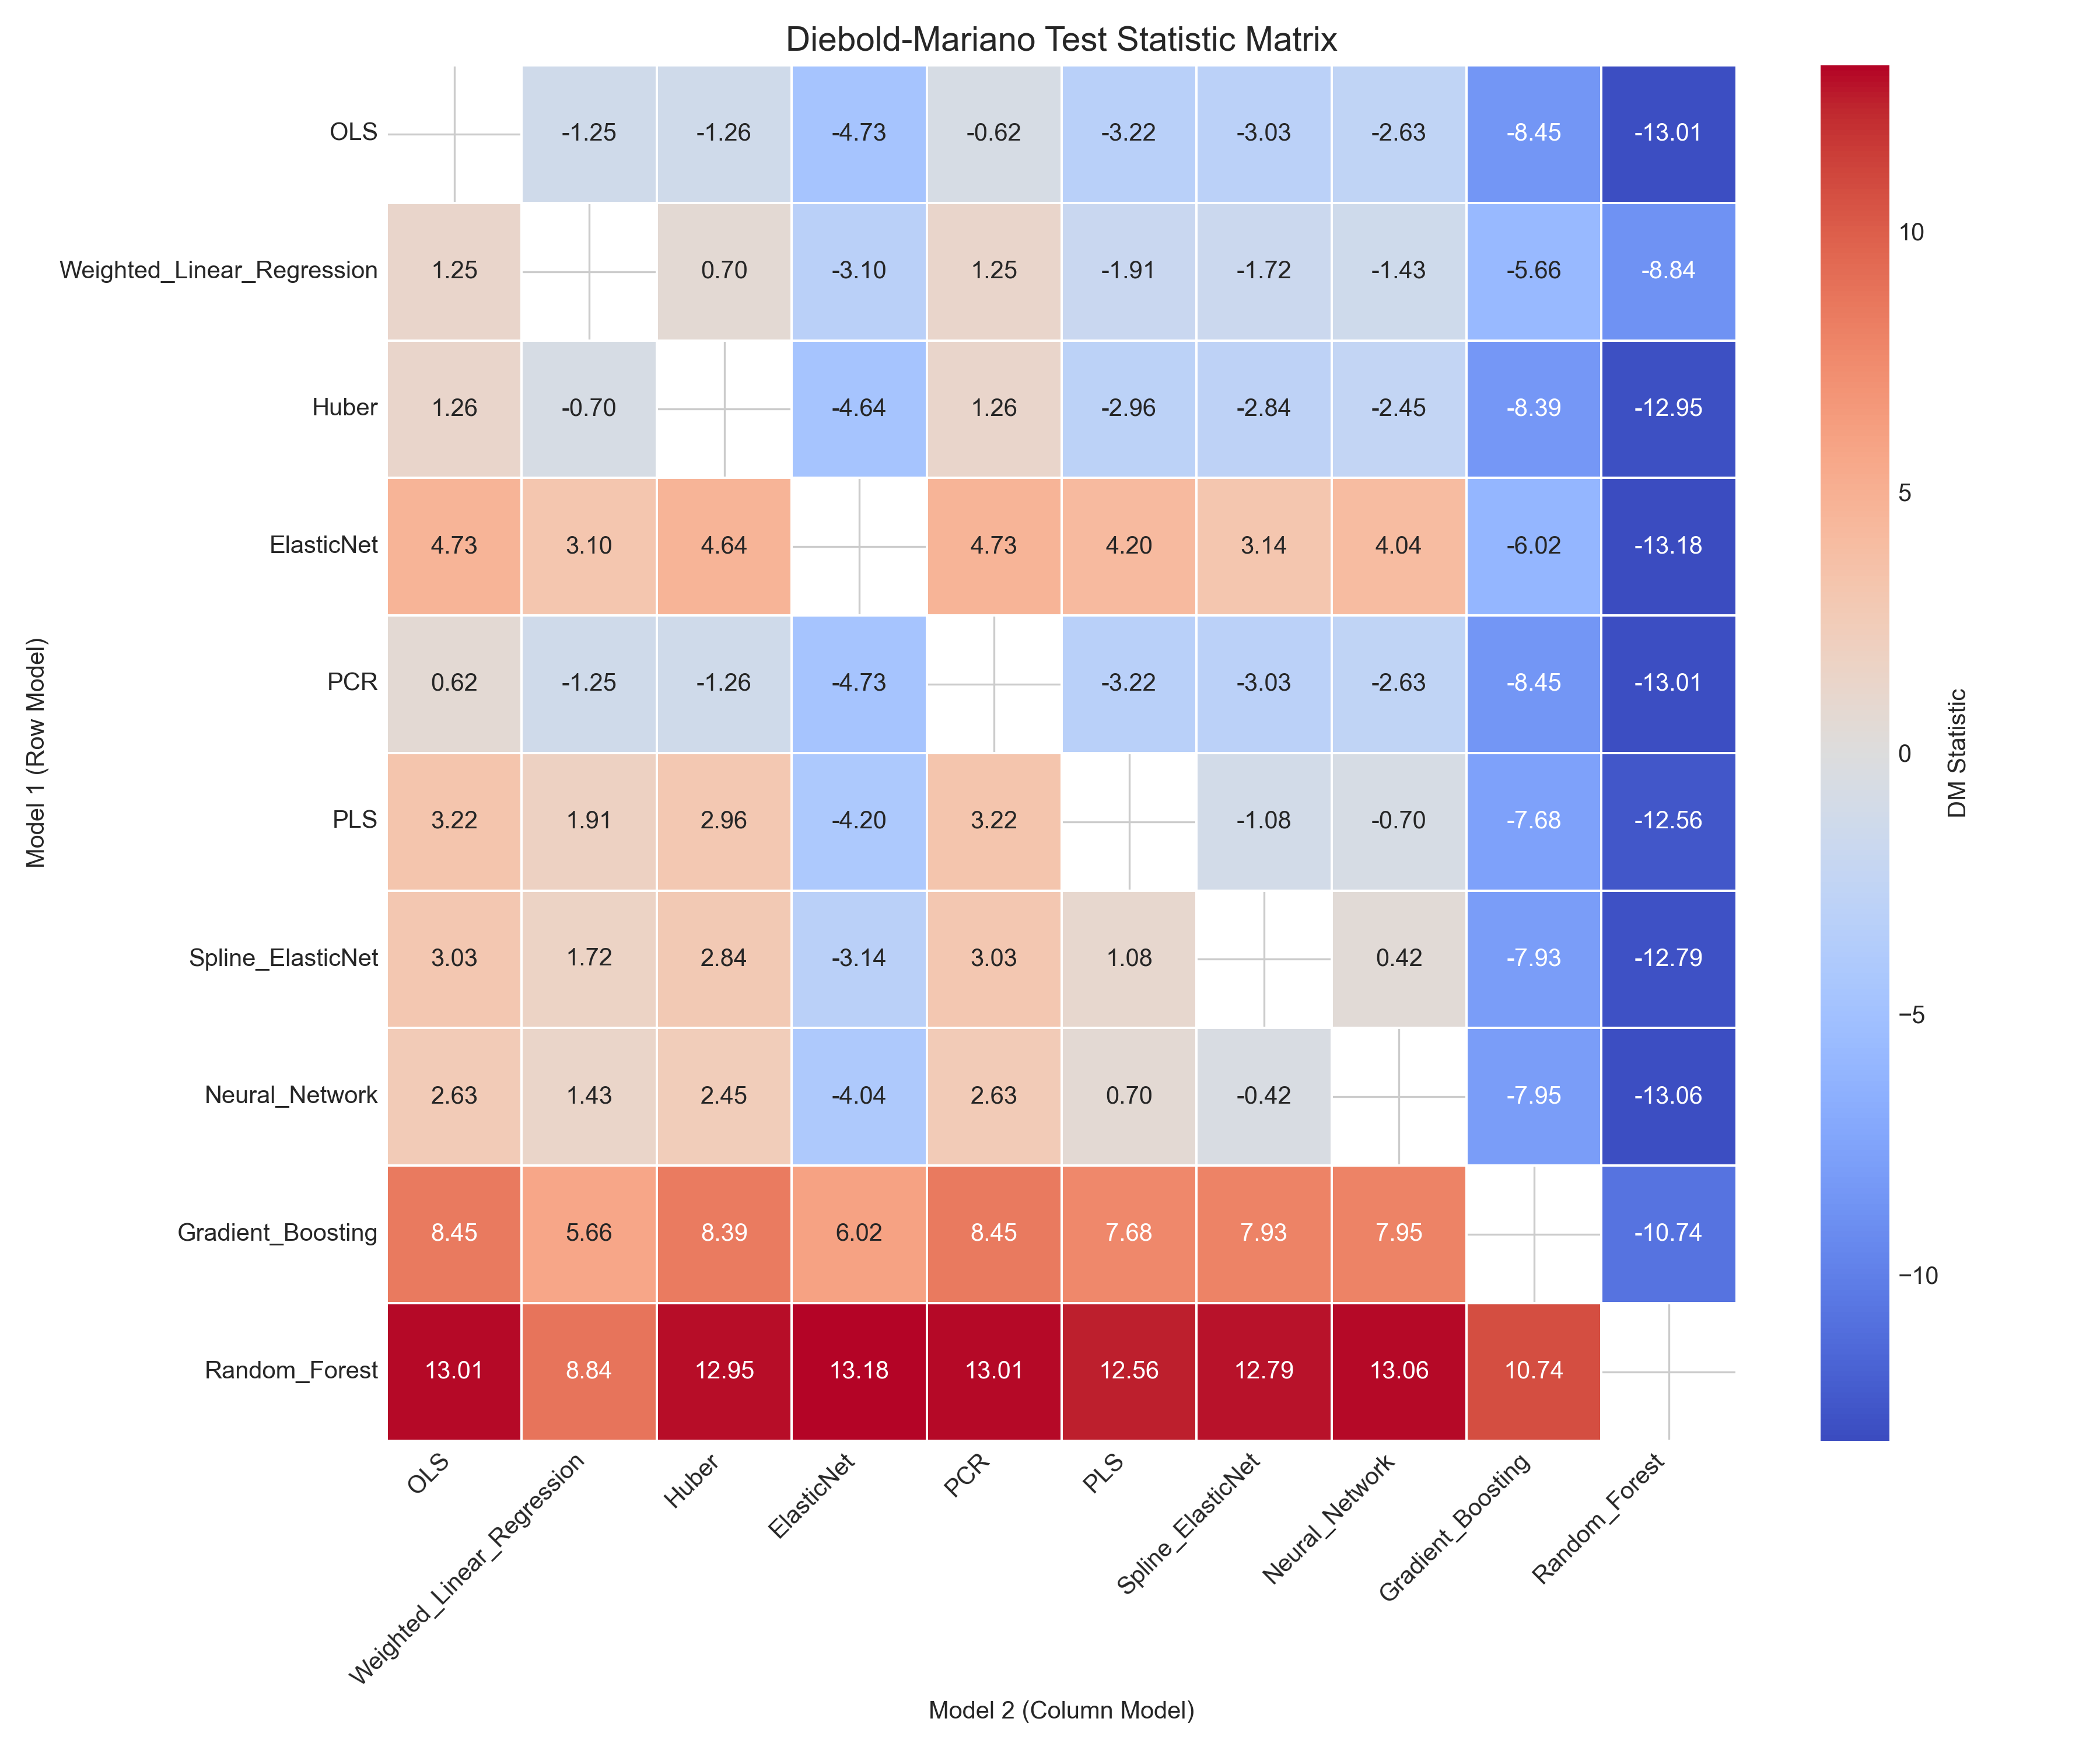 Diebold-Mariano Test Statistic Matrix
OLS -1.25 -1.26 -4.73 -0.62 -3.22 -3.03 -2.63 -8.45 -13.01
Weighted_Linear_Regression 1.25 0.70 -3.10 1.25 -1.91 -1.72 -1.43 -5.66 -8.84
Huber 1.26 -0.70 -4.64 1.26 -2.96 -2.84 -2.45 -8.39 -12.95
ElasticNet 4.73 3.10 4.64 4.73 4.20 3.14 4.04 -6.02 -13.18
PCR 0.62 -1.25 -1.26 -4.73 -3.22 -3.03 -2.63 -8.45 -13.01
PLS 3.22 1.91 2.96 -4.20 3.22 -1.08 -0.70 -7.68 -12.56
Spline_ElasticNet 3.03 1.72 2.84 -3.14 3.03 1.08 0.42 -7.93 -12.79
Neural_Network 2.63 1.43 2.45 -4.04 2.63 0.70 -0.42 -7.95 -13.06
Gradient_Boosting 8.45 5.66 8.39 6.02 8.45 7.68 7.93 7.95 -10.74
Random_Forest 13.01 8.84 12.95 13.18 13.01 12.56 12.79 13.06 10.74
OLS
Weighted_Linear_Regression
Huber
ElasticNet
PCR
PLS
Spline_ElasticNet
Neural_Network
Gradient_Boosting
Random_Forest
Model 1 (Row Model)
Model 2 (Column Model)
10
5
0
−5
−10
DM Statistic